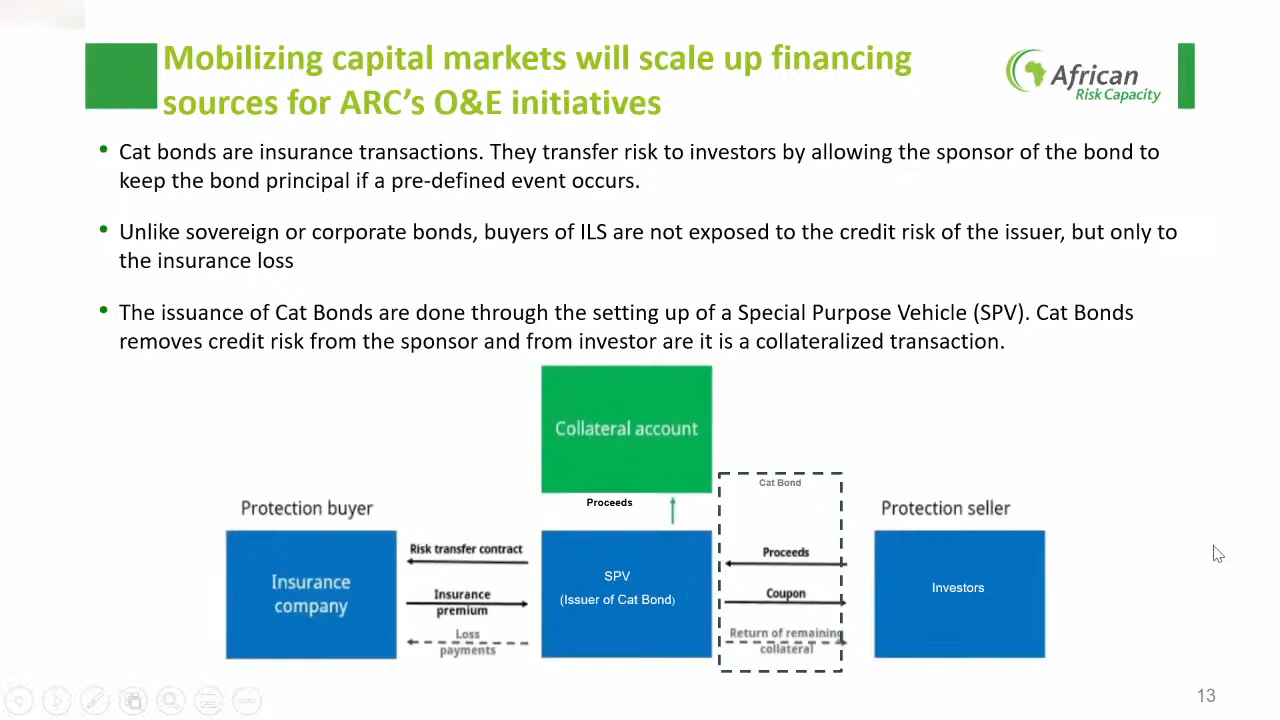 Mobilizing capital markets will scale up financing
sources for ARC's O&E initiatives
African
Risk Capacity
• Cat bonds are insurance transactions. They transfer risk to investors by allowing the sponsor of the bond to
keep the bond principal if a pre-defined event occurs.
• Unlike sovereign or corporate bonds, buyers of ILS are not exposed to the credit risk of the issuer, but only to
the insurance loss
• The issuance of Cat Bonds are done through the setting up of a Special Purpose Vehicle (SPV). Cat Bonds
removes credit risk from the sponsor and from investor are it is a collateralized transaction.
Collateral account
Proceeds
Cat Bond
Protection buyer
Protection seller
Insurance
company
Risk transfer contract
Insurance
premium
Loss
payments
SPV
(Issuer of Cat Bond)
Proceeds
Coupon
Return of remaining
collateral
Investors
13